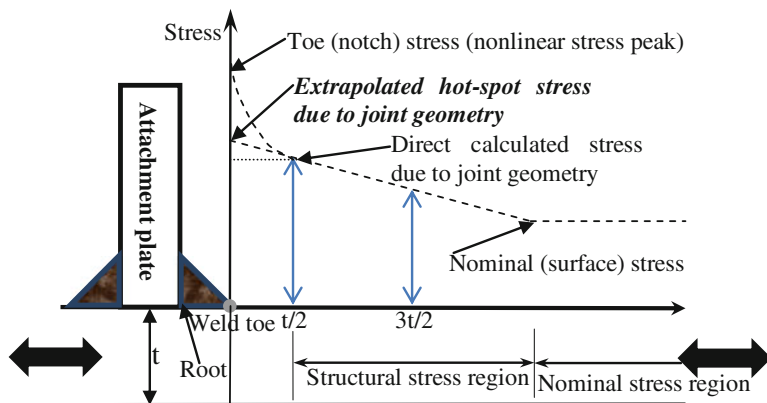 Stress
Toe (notch) stress (nonlinear stress peak)
Extrapolated hot-spot stress
due to joint geometry
Direct calculated stress
due to joint geometry
Attachment plate
Nominal (surface) stress
Weld toe
t/2
3t/2
t
Root
Structural stress region
Nominal stress region